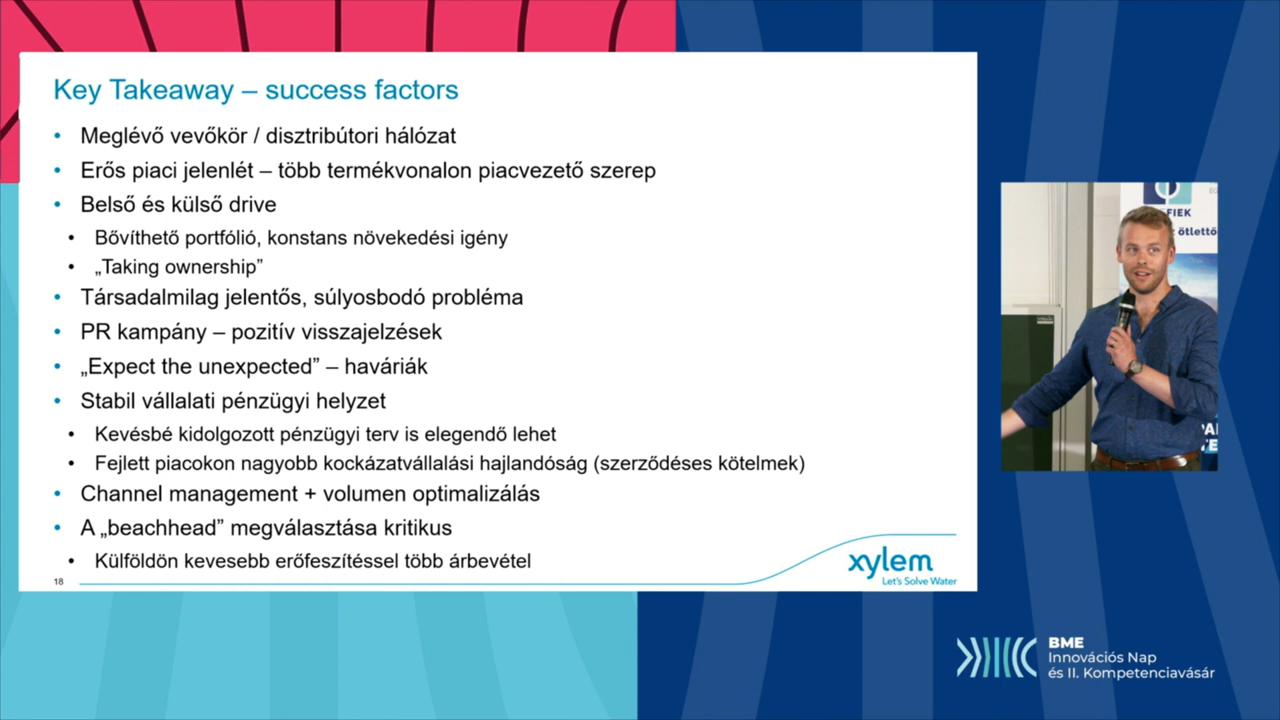 Key Takeaway – success factors
• Meglévő vevőkör / disztribútori hálózat
• Erős piaci jelenlét – több termékvonalon piacvezető szerep
• Belső és külső drive
• Bővíthető portfólió, konstans növekedési igény
• „Taking ownership”
• Társadalmilag jelentős, súlyosbodó probléma
• PR kampány – pozitív visszajelzések
• „Expect the unexpected” – haváriák
• Stabil vállalati pénzügyi helyzet
• Kevésbé kidolgozott pénzügyi terv is elegendő lehet
• Fejlett piacokon nagyobb kockázatvállalási hajlandóság (szerződéses kötelmek)
• Channel management + volumen optimalizálás
• A „beachhead” megválasztása kritikus
• Külföldön kevesebb erőfeszítéssel több árbevétel
18
xylem
Let's Solve Water
FIEK
ötlettő
BME
Innovációs Nap
és II. Kompetenciavásár